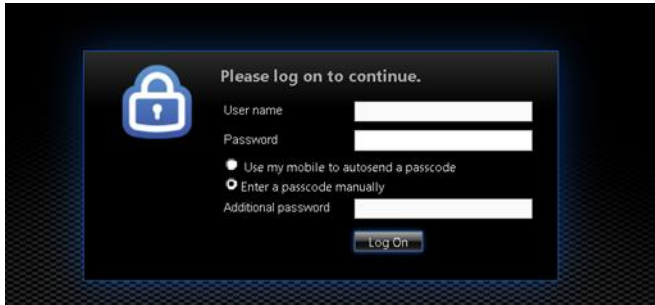 Please log on to continue.
User name
Password
Use my mobile to autosend a passcode
Enter a passcode manually
Additional password
Log On